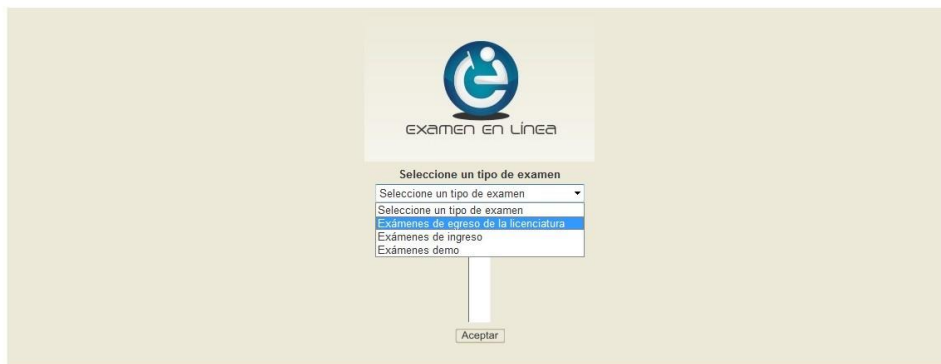 examen en línea
Seleccione un tipo de examen
Seleccione un tipo de examen
Seleccione un tipo de examen
Exámenes de egreso de la licenciatura
Exámenes de ingreso
Exámenes demo
Aceptar